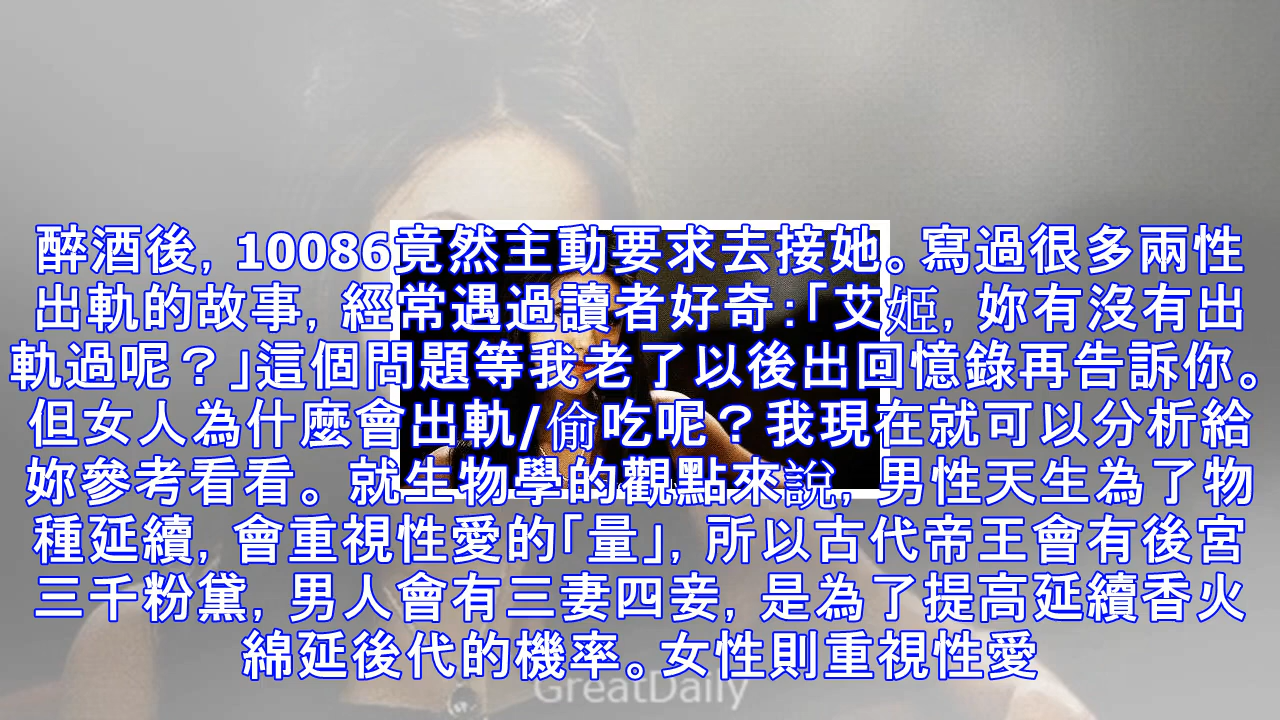 醉酒後, 10086竟然主動要求去接她。寫過很多兩性
出軌的故事, 經常遇過讀者好奇:「艾姬, 妳有沒有出
軌過呢？」這個問題等我老了以後出回憶錄再告訴你。
但女人為什麼會出軌/偷吃呢？我現在就可以分析給
妳參考看看。就生物學的觀點來說, 男性天生為了物
種延續, 會重視性愛的「量」, 所以古代帝王會有後宮
三千粉黛, 男人會有三妻四妾, 是為了提高延續香火
綿延後代的機率。女性則重視性愛
GreatDaily